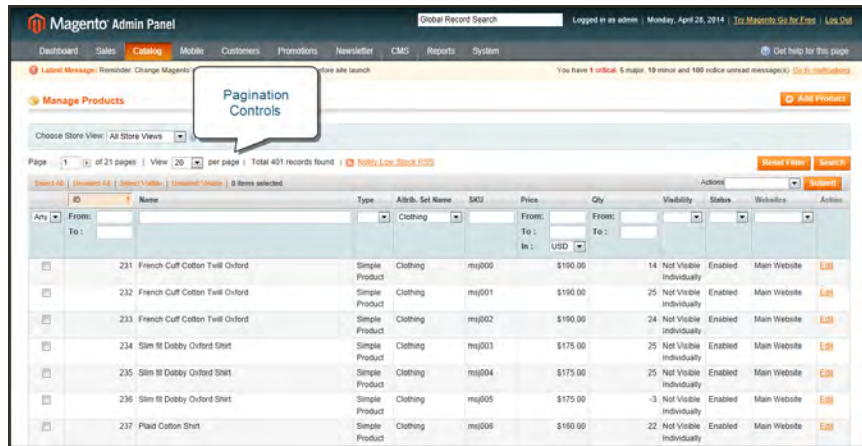 Magento Admin Panel
Global Record Search
Logged in as admin | Monday, April 28, 2014 | Try Magento Go for Free | Log Out
Dashboard Sales Catalog Mobile Customers Promotions Newsletter CMS Reports System
Get help for this page
Latest Message: Reminder: Change Magento's
fore site launch
You have 1 critical, 5 major, 19 minor and 100 notice unread message(s). Go to notifications
Pagination
Controls
Manage Products
Add Product
Choose Store View: All Store Views
Page 1 of 21 pages | View 20 per page | Total 401 records found | Notify Low Stock RSS
Reset Filter Search
Select All | Unselect All | Select Visible | Unselect Visible | 0 items selected
Actions Submit
ID Name Type Attrib. Set Name SKU Price Qty Visibility Status Websites Action
Any From: Clothing From: From:
To : To : To :
In : USD
231 French Cuff Cotton Twill Oxford Simple Product Clothing msj000 $190.00 14 Not Visible Individually Enabled Main Website Edit
232 French Cuff Cotton Twill Oxford Simple Product Clothing msj001 $190.00 25 Not Visible Individually Enabled Main Website Edit
233 French Cuff Cotton Twill Oxford Simple Product Clothing msj002 $190.00 24 Not Visible Individually Enabled Main Website Edit
234 Slim fit Dobby Oxford Shirt Simple Product Clothing msj003 $175.00 25 Not Visible Individually Enabled Main Website Edit
235 Slim fit Dobby Oxford Shirt Simple Product Clothing msj004 $175.00 25 Not Visible Individually Enabled Main Website Edit
236 Slim fit Dobby Oxford Shirt Simple Product Clothing msj005 $175.00 -3 Not Visible Individually Enabled Main Website Edit
237 Plaid Cotton Shirt Simple Product Clothing msj006 $160.00 22 Not Visible Individually Enabled Main Website Edit